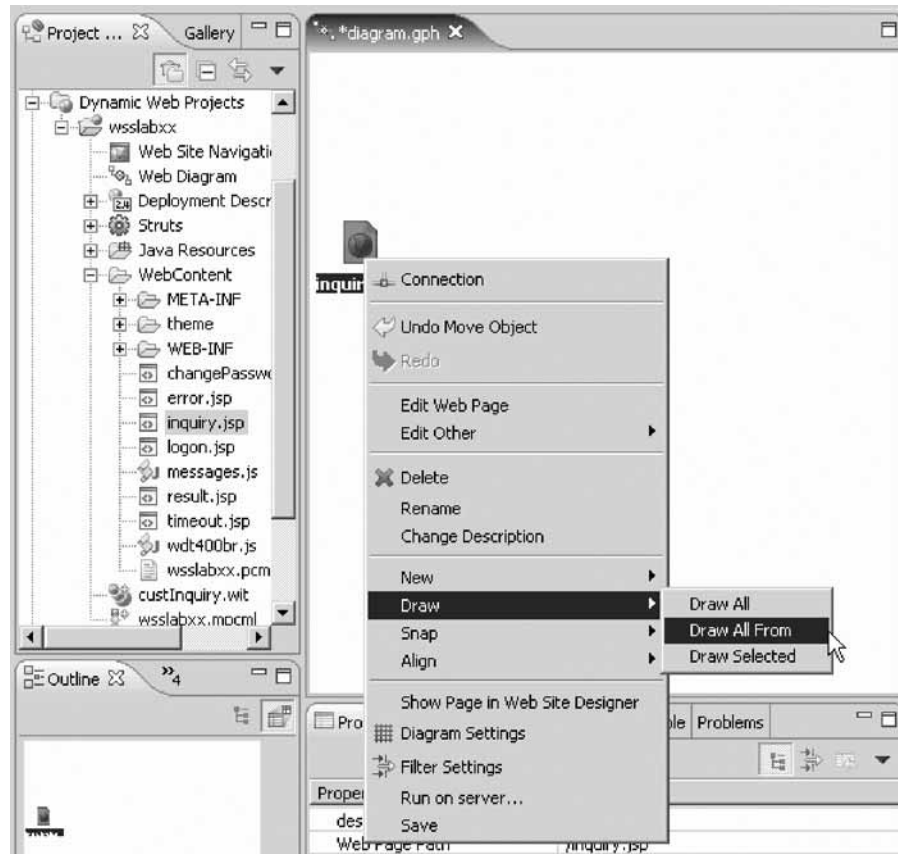 Project ...
Gallery
*diagram.gph
Dynamic Web Projects
wsslabxx
Web Site Navigati
Web Diagram
Deployment Descr
Struts
Java Resources
WebContent
META-INF
theme
WEB-INF
changePasswo
error.jsp
inquiry.jsp
logon.jsp
messages.js
result.jsp
timeout.jsp
wdt400br.js
wsslabxx.pcm
custInquiry.wit
wsslabxx.mpcml
inquir
Connection
Undo Move Object
Redo
Edit Web Page
Edit Other
Delete
Rename
Change Description
New
Draw
Snap
Align
Show Page in Web Site Designer
Diagram Settings
Filter Settings
Run on server...
Save
Draw All
Draw All From
Draw Selected
Outline
»4
Pro
ble
Problems
Proper
des
Web Page Path
/inquiry.jsp